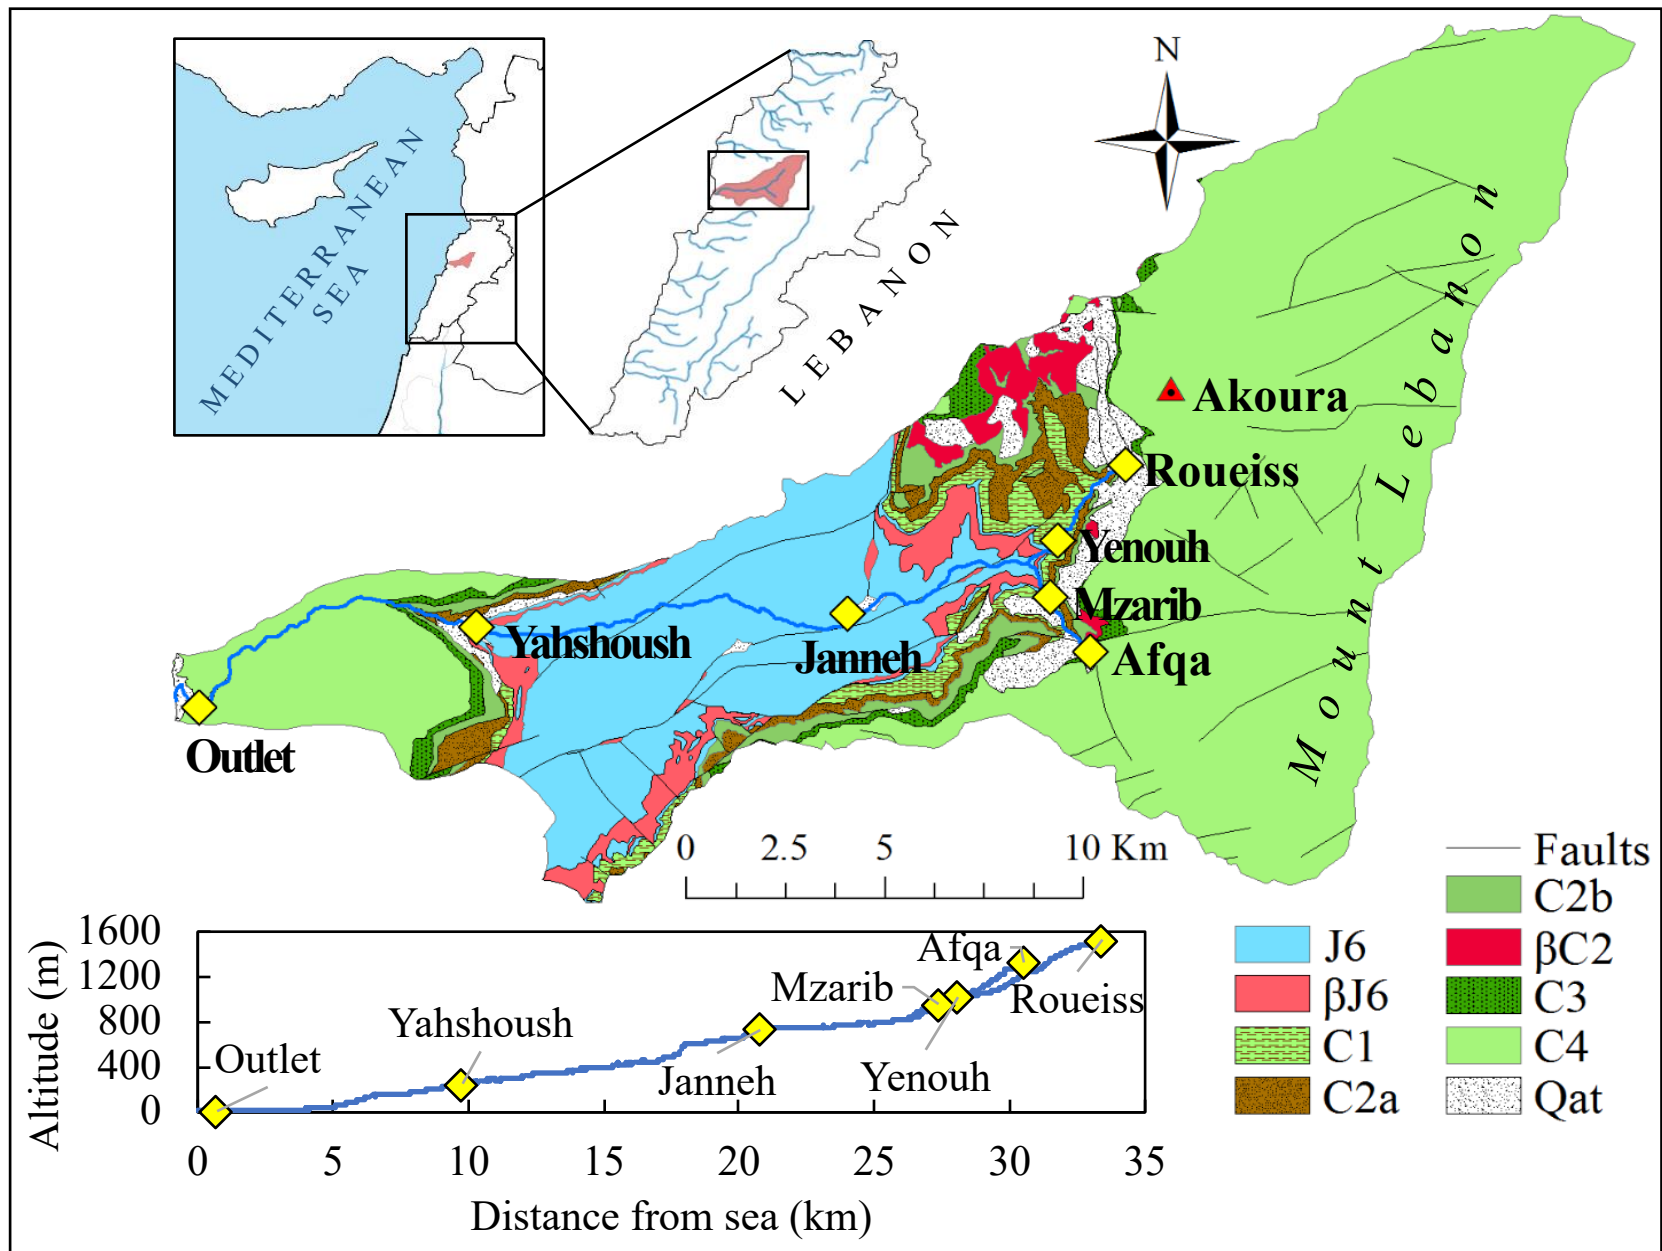 MEDITERRANEAN
SEA
LEBANON
N
Mount Lebanon
Akoura
Roueiss
Yenouh
Mzarib
Afqa
Janneh
Yahshoush
Outlet
0 2.5 5 10 Km
Faults
C2b
J6
βC2
βJ6
C3
C1
C4
C2a
Qat
Altitude (m)
1600
1200
800
400
0
Outlet
Yahshoush
Janneh
Mzarib
Yenouh
Afqa
Roueiss
0 5 10 15 20 25 30 35
Distance from sea (km)